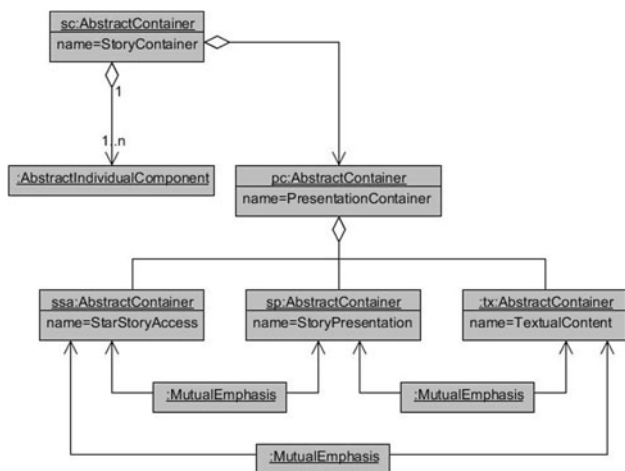 sc:AbstractContainer
name=StoryContainer
1
1..n
:AbstractIndividualComponent
pc:AbstractContainer
name=PresentationContainer
ssa:AbstractContainer
name=StarStoryAccess
sp:AbstractContainer
name=StoryPresentation
:tx:AbstractContainer
name=TextualContent
:MutualEmphasis
:MutualEmphasis
:MutualEmphasis